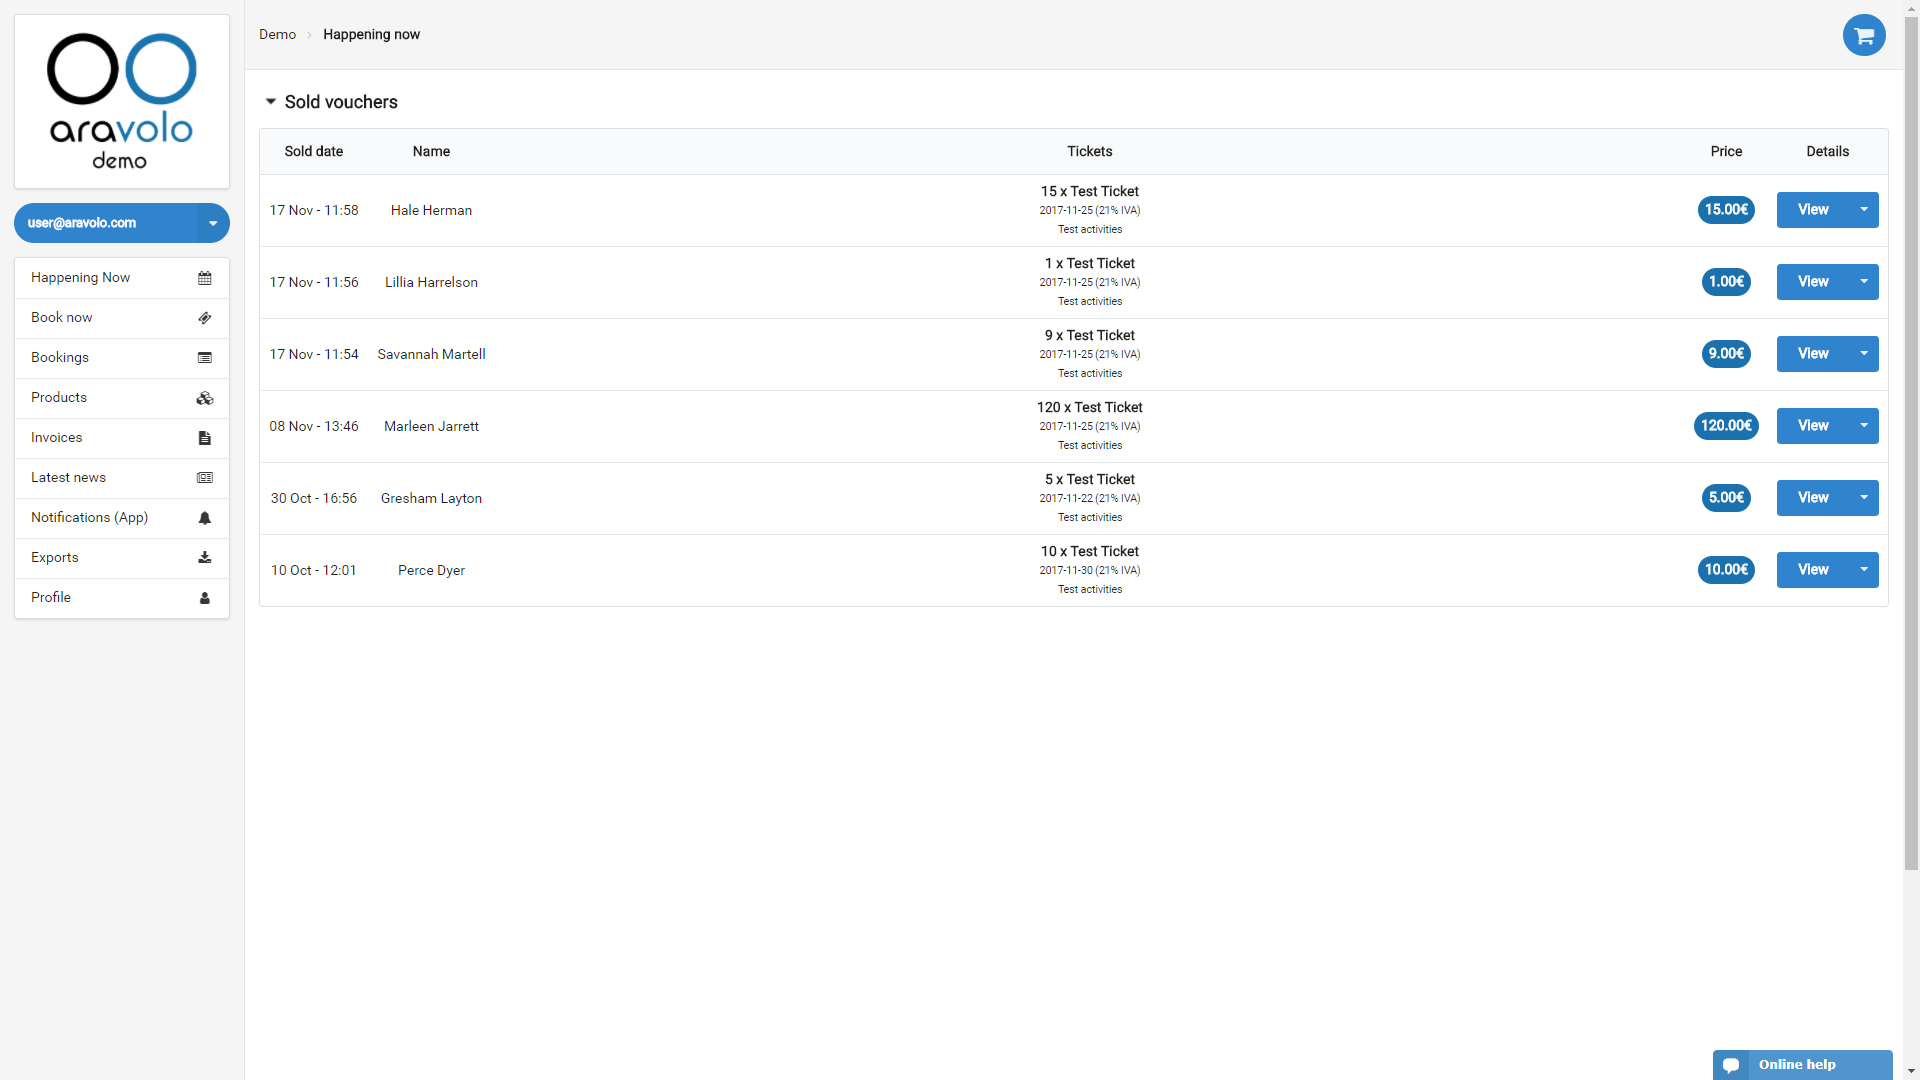 aravolo
demo
user@aravolo.com
Happening Now
Book now
Bookings
Products
Invoices
Latest news
Notifications (App)
Exports
Profile
Demo › Happening now
Sold vouchers
Sold date Name Tickets Price Details
17 Nov - 11:58 Hale Herman 15 x Test Ticket 15.00€ View
2017-11-25 (21% IVA)
Test activities
17 Nov - 11:56 Lillia Harrelson 1 x Test Ticket 1.00€ View
2017-11-25 (21% IVA)
Test activities
17 Nov - 11:54 Savannah Martell 9 x Test Ticket 9.00€ View
2017-11-25 (21% IVA)
Test activities
08 Nov - 13:46 Marleen Jarrett 120 x Test Ticket 120.00€ View
2017-11-25 (21% IVA)
Test activities
30 Oct - 16:56 Gresham Layton 5 x Test Ticket 5.00€ View
2017-11-22 (21% IVA)
Test activities
10 Oct - 12:01 Perce Dyer 10 x Test Ticket 10.00€ View
2017-11-30 (21% IVA)
Test activities
Online help